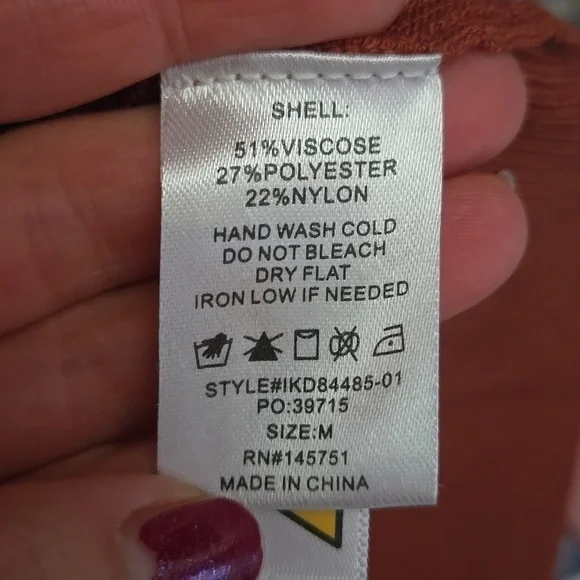 SHELL:
51%VISCOSE
27%POLYESTER
22%NYLON
HAND WASH COLD
DO NOT BLEACH
DRY FLAT
IRON LOW IF NEEDED
STYLE#IKD84485-01
PO:39715
SIZE:M
RN#145751
MADE IN CHINA